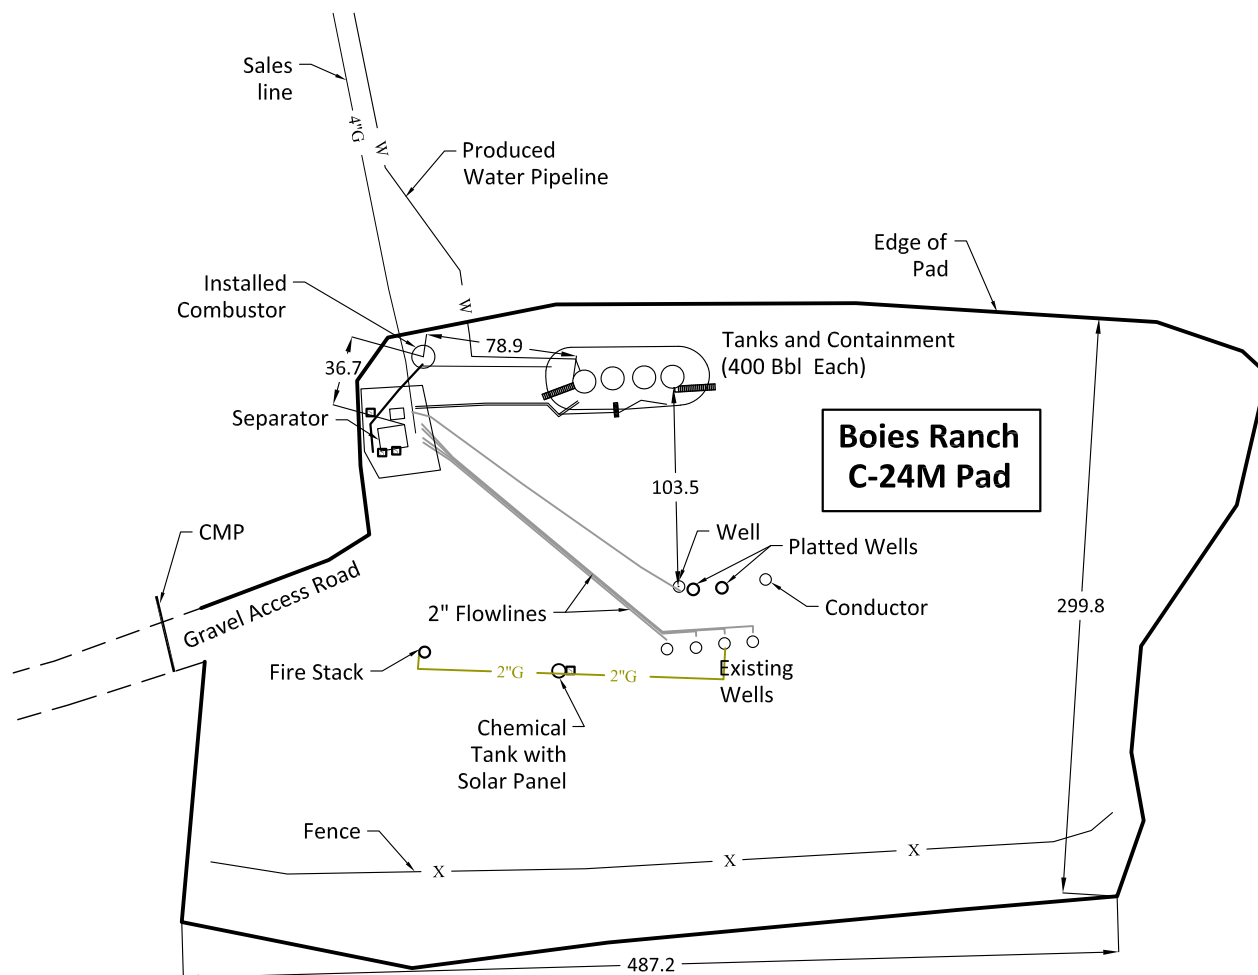 Sales
line
4"G
W
Produced
Water Pipeline
Edge of
Pad
Installed
Combustor
W
78.9
36.7
Tanks and Containment
(400 Bbl Each)
Separator
Boies Ranch
C-24M Pad
103.5
CMP
Well
Platted Wells
Gravel Access Road
2" Flowlines
Conductor
299.8
Fire Stack
2"G
2"G
Existing
Wells
Chemical
Tank with
Solar Panel
Fence
X
X
X
487.2